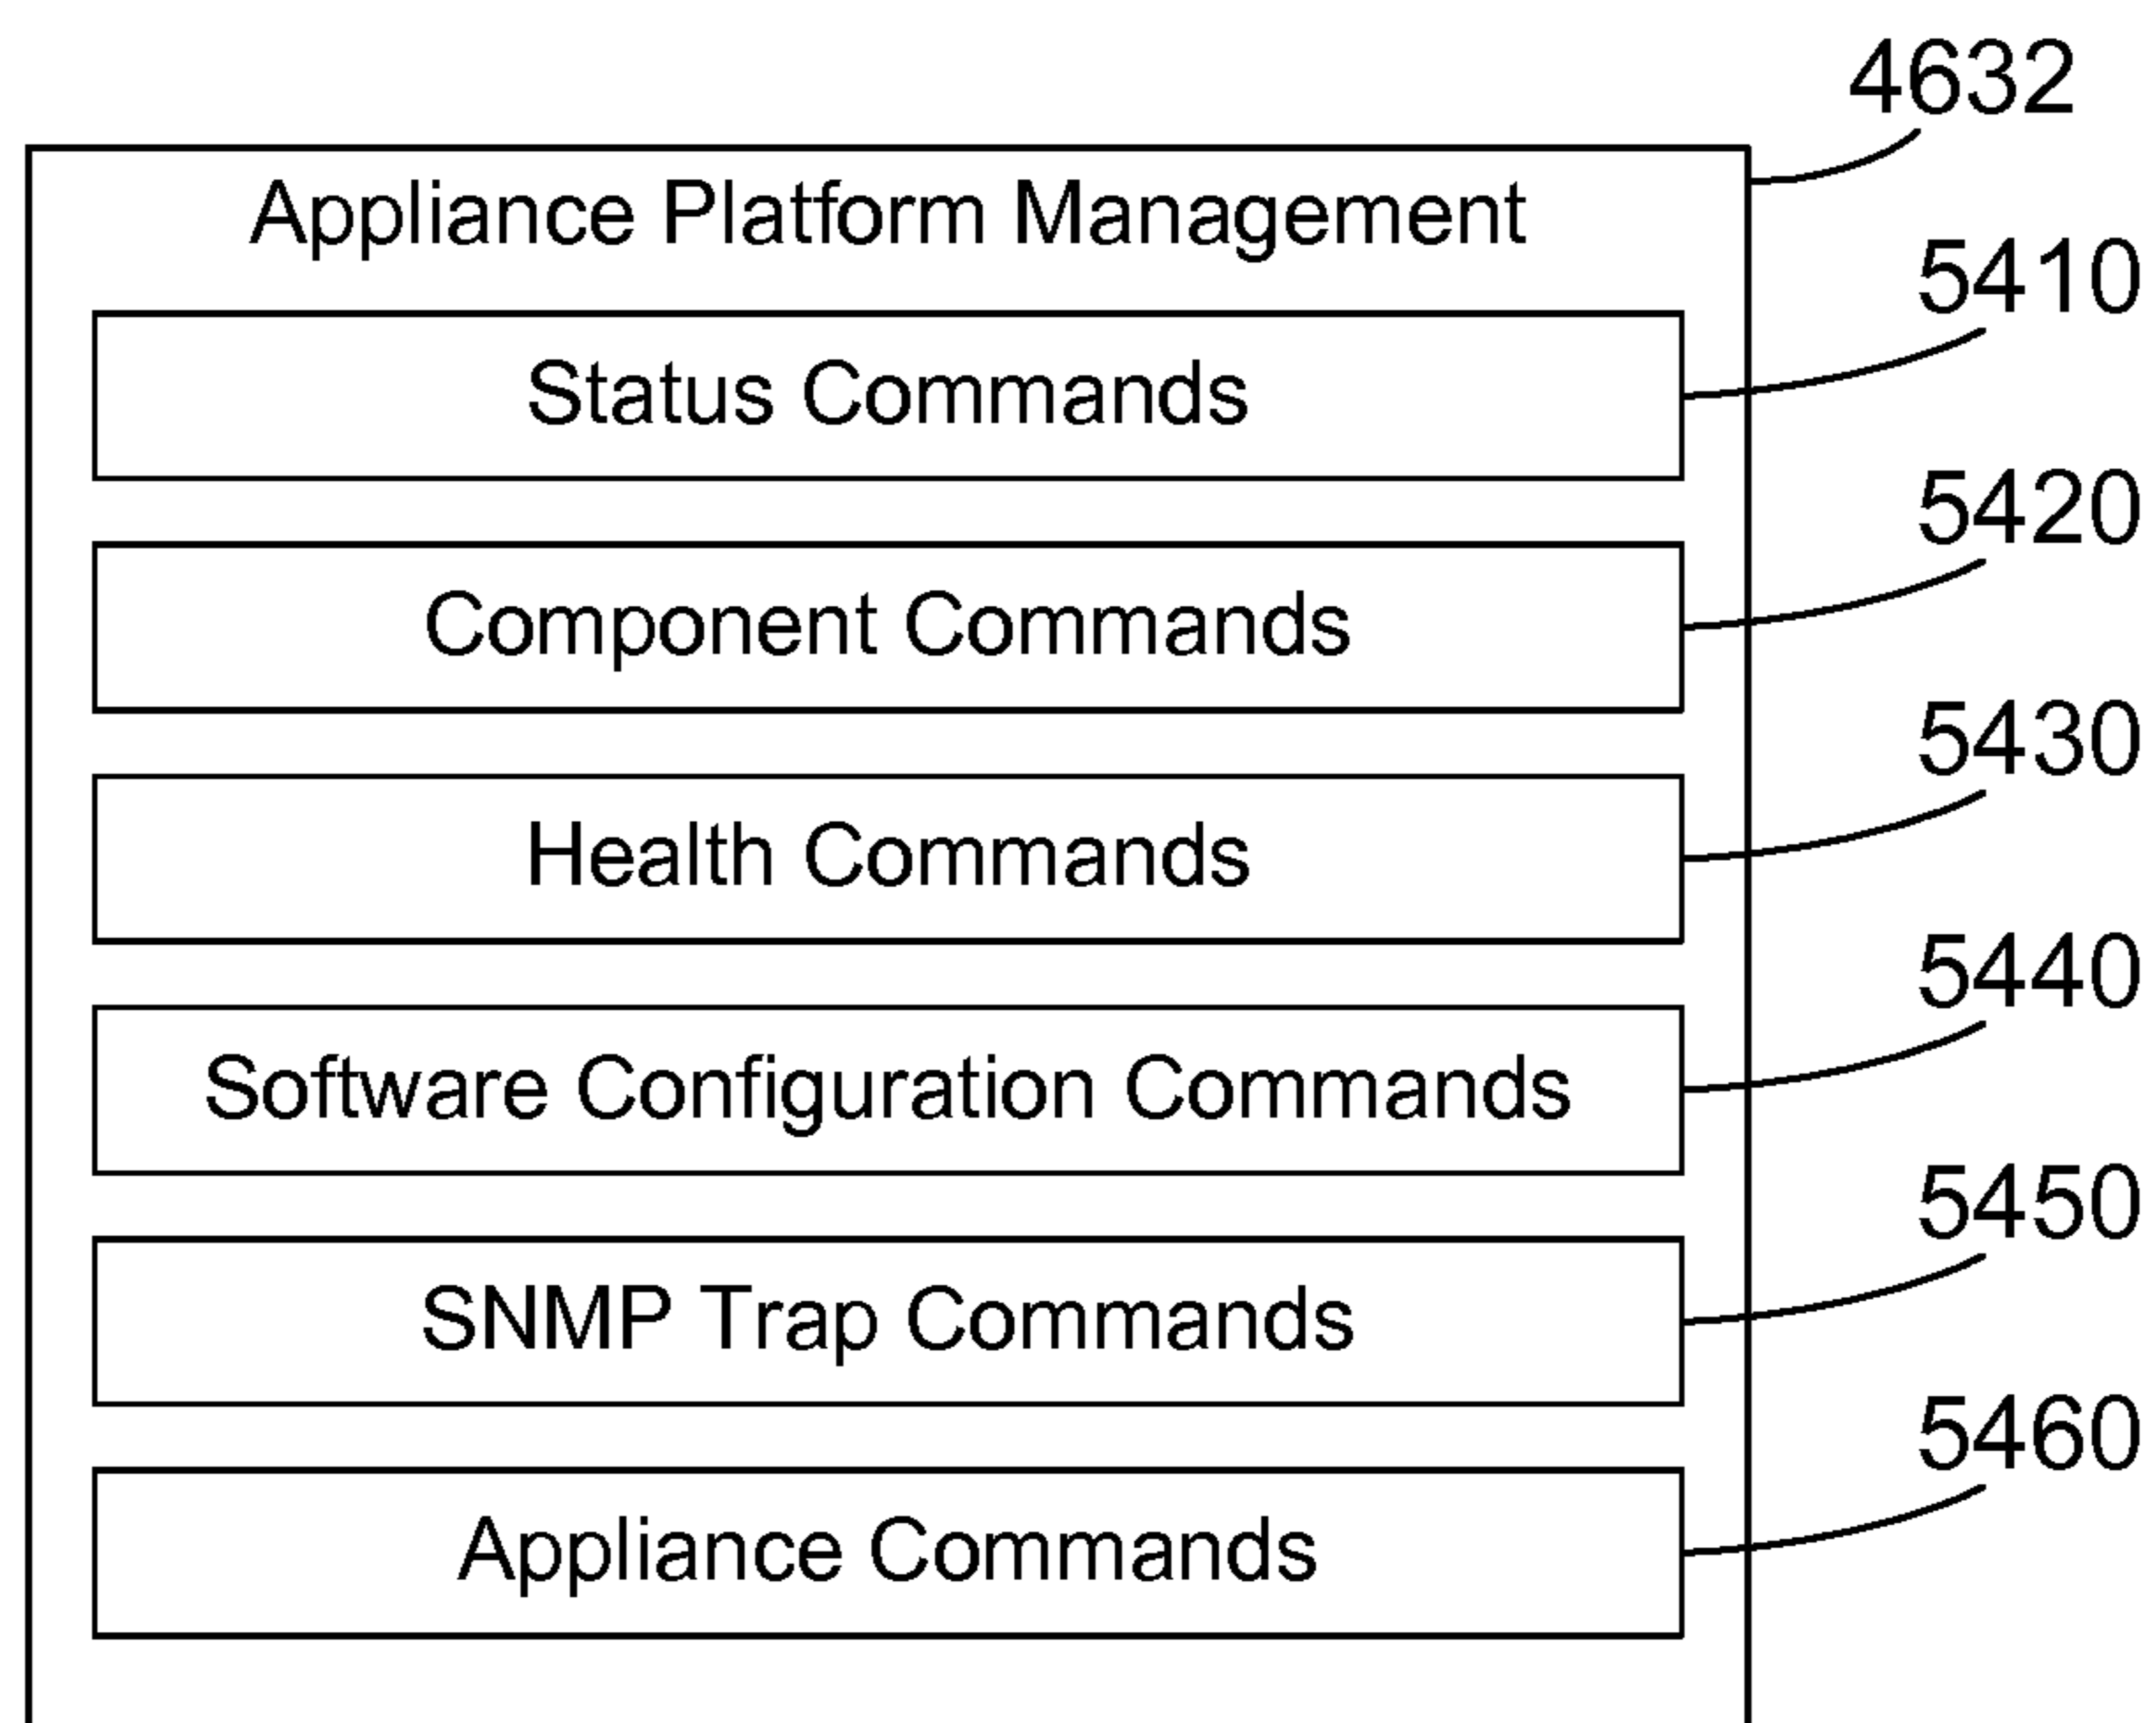 4632
Appliance Platform Management
5410
Status Commands
5420
Component Commands
5430
Health Commands
5440
Software Configuration Commands
5450
SNMP Trap Commands
5460
Appliance Commands